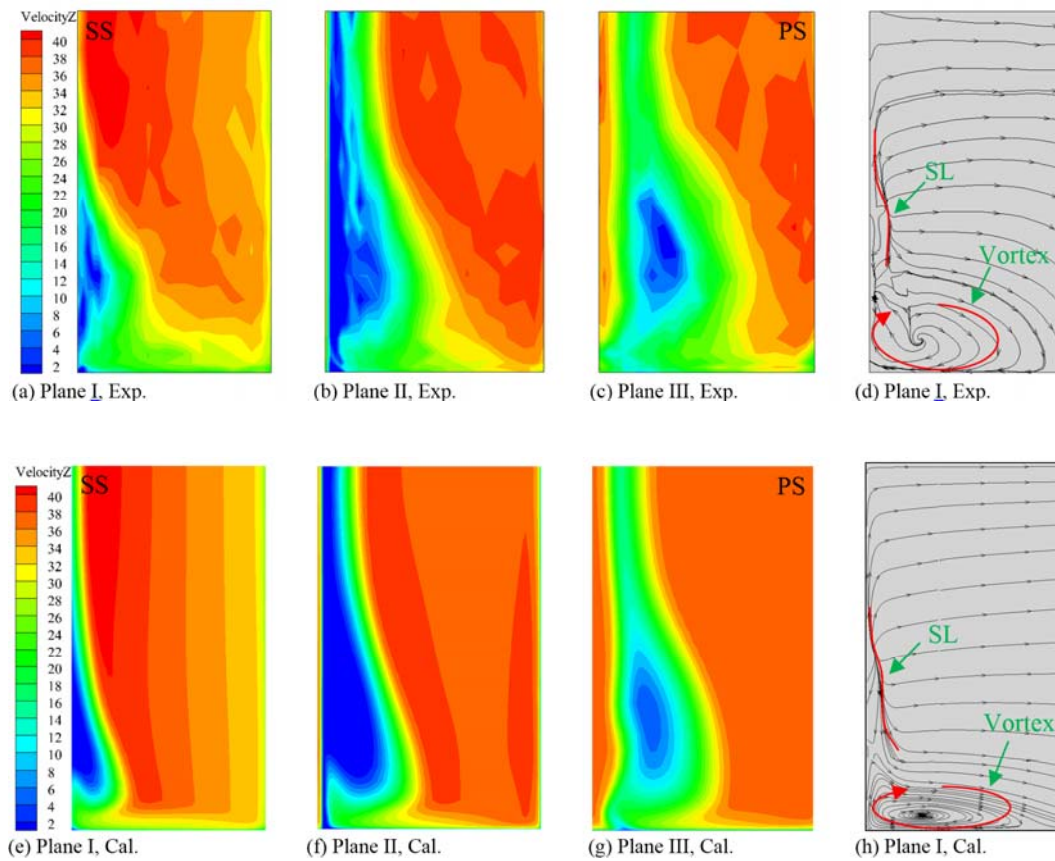 VelocityZ
40
38
36
34
32
30
28
26
24
22
20
18
16
14
12
10
8
6
4
2
SS
PS
SL
Vortex
(a) Plane I, Exp.
(b) Plane II, Exp.
(c) Plane III, Exp.
(d) Plane I, Exp.
VelocityZ
40
38
36
34
32
30
28
26
24
22
20
18
16
14
12
10
8
6
4
2
SS
PS
SL
Vortex
(e) Plane I, Cal.
(f) Plane II, Cal.
(g) Plane III, Cal.
(h) Plane I, Cal.